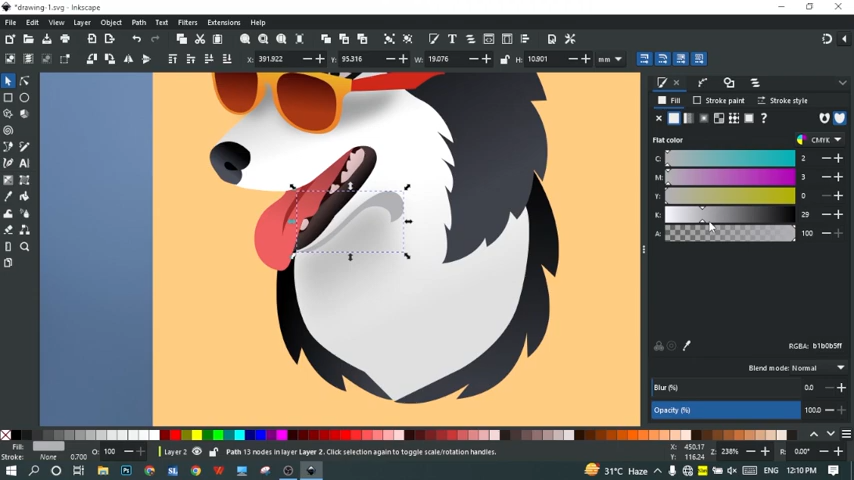 *drawing-1.svg - Inkscape
File Edit View Layer Object Path Text Filters Extensions Help
X: 391.922 Y: 95.316 W: 19.076 H: 10.901 mm
Fill Stroke paint Stroke style
Flat color CMYK
C: 2
M: 3
Y: 0
K: 29
A: 100
RGBA: b1b0b5ff
Blend mode: Normal
Blur (%) 0.0
Opacity (%) 100.0
Fill: O: 100 Layer 2 Path 13 nodes in layer Layer 2. Click selection again to toggle scale/rotation handles. X: 450.17 Z: 238% R: 0.00°
Stroke: None 0.700 Y: 116.24
31°C Haze ENG 12:10 PM